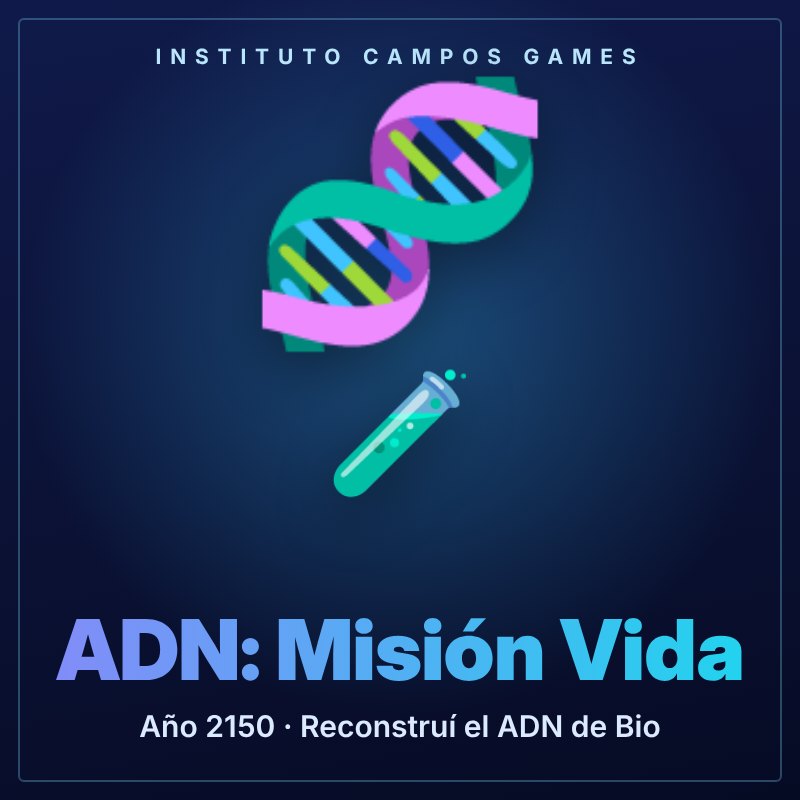 INSTITUTO CAMPOS GAMES
ADN: Misión Vida
Año 2150 · Reconstruí el ADN de Bio